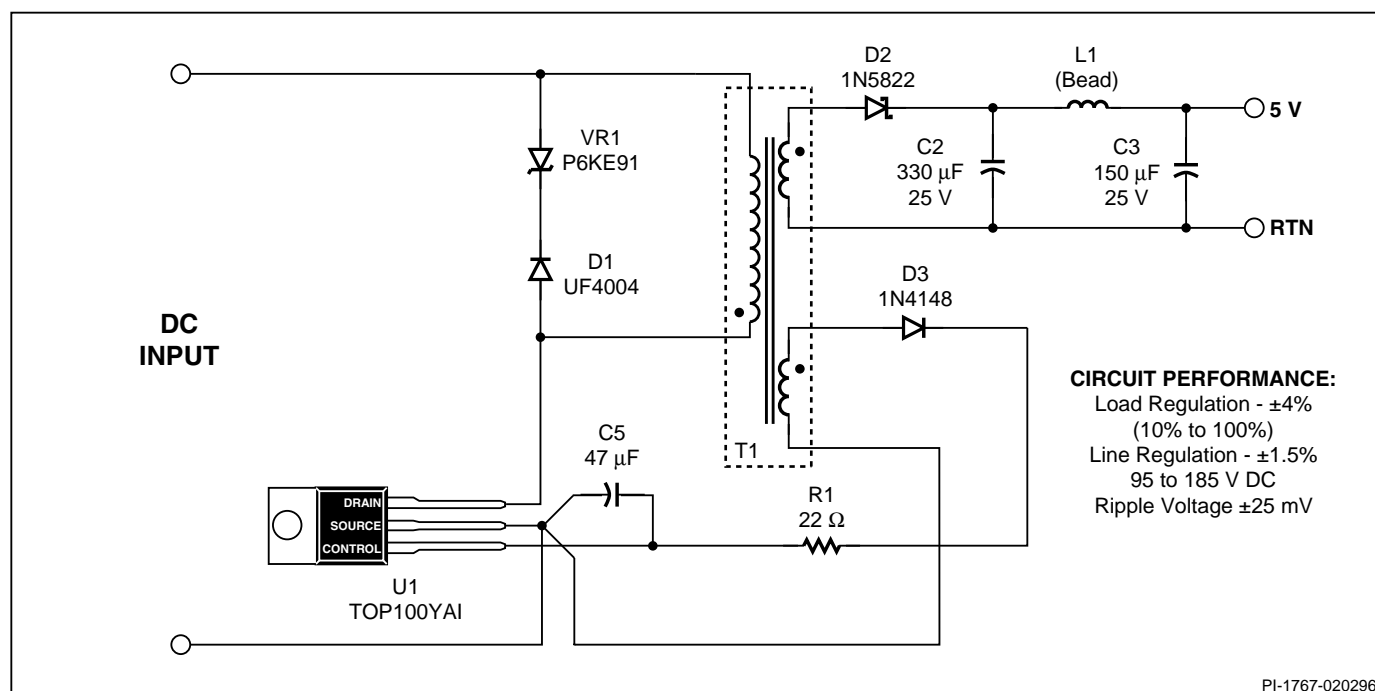 D2
1N5822
L1
(Bead)
5 V
VR1
P6KE91
C2
330 µF
25 V
C3
150 µF
25 V
RTN
D1
UF4004
D3
1N4148
DC
INPUT
CIRCUIT PERFORMANCE:
Load Regulation - ±4%
(10% to 100%)
Line Regulation - ±1.5%
95 to 185 V DC
Ripple Voltage ±25 mV
T1
C5
47 µF
R1
22 Ω
DRAIN
SOURCE
CONTROL
U1
TOP100YAI
PI-1767-020296